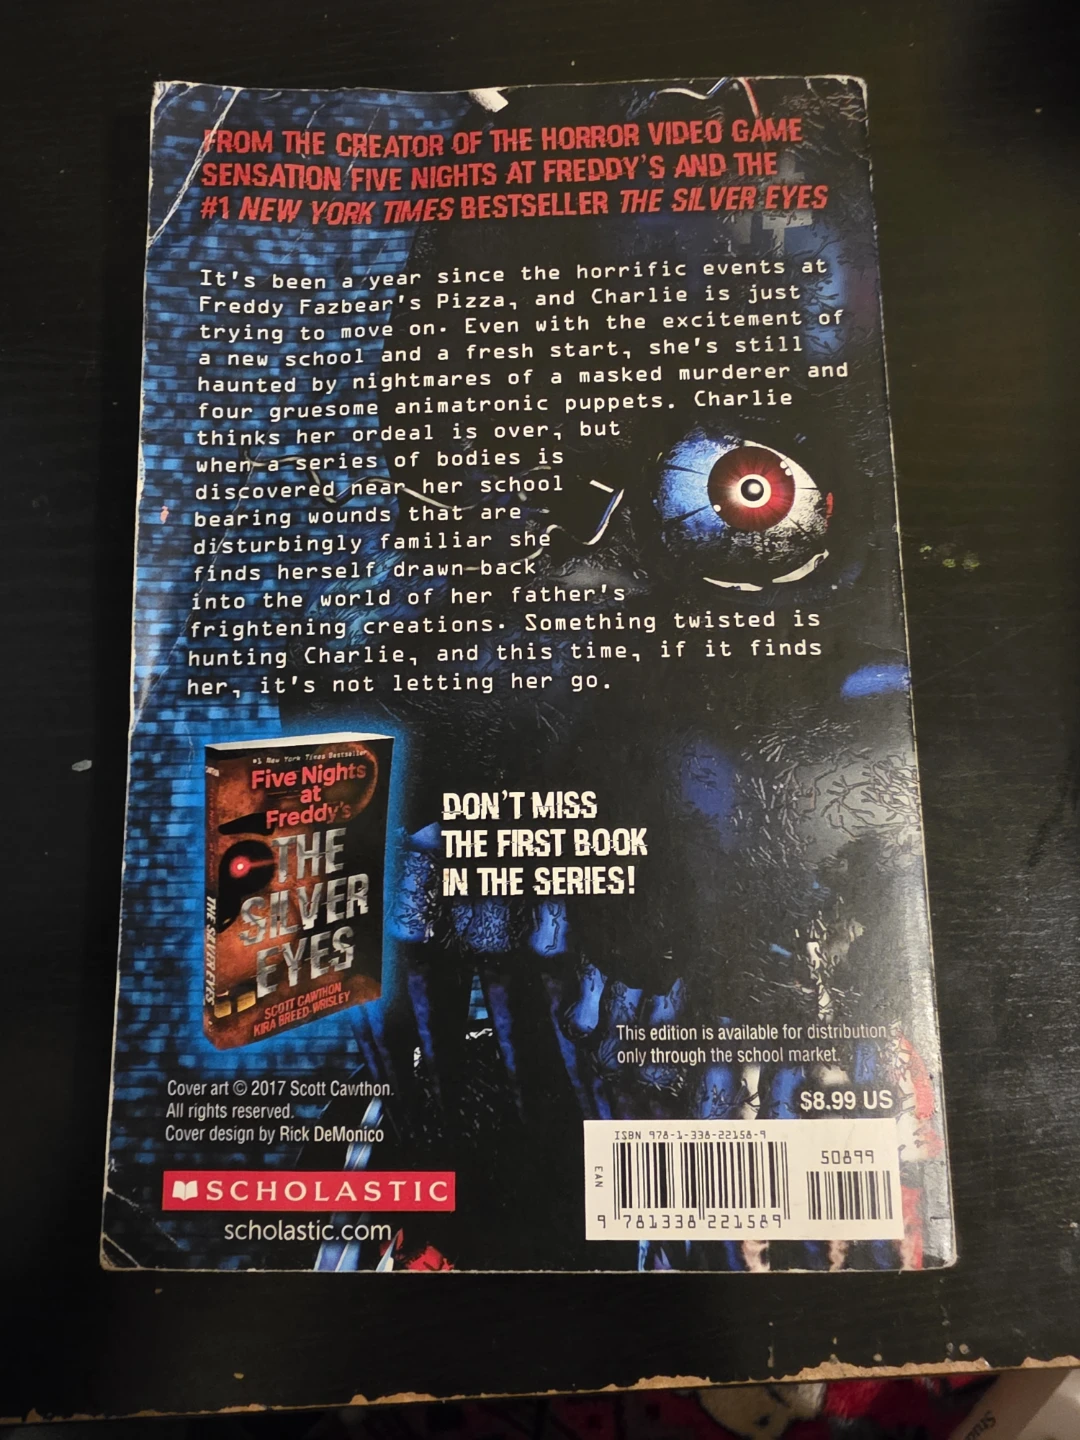 FROM THE CREATOR OF THE HORROR VIDEO GAME
SENSATION FIVE NIGHTS AT FREDDY'S AND THE
#1 NEW YORK TIMES BESTSELLER THE SILVER EYES
It's been a year since the horrific events at
Freddy Fazbear's Pizza, and Charlie is just
trying to move on. Even with the excitement of
a new school and a fresh start, she's still
haunted by nightmares of a masked murderer and
four gruesome animatronic puppets. Charlie
thinks her ordeal is over, but
when a series of bodies is
discovered near her school
bearing wounds that are
disturbingly familiar she
finds herself drawn back
into the world of her father's
frightening creations. Something twisted is
hunting Charlie, and this time, if it finds
her, it's not letting her go.
#1 New York Times Bestseller
Five Nights
at
Freddy's
THE
SILVER
EYES
SCOTT CAWTHON
KIRA BREED-WRISLEY
THE SILVER EYES
DON'T MISS
THE FIRST BOOK
IN THE SERIES!
This edition is available for distribution
only through the school market.
$8.99 US
Cover art © 2017 Scott Cawthon.
All rights reserved.
Cover design by Rick DeMonico
SCHOLASTIC
scholastic.com
ISBN 978-1-338-22158-9
50899
EAN
9 781338 221589